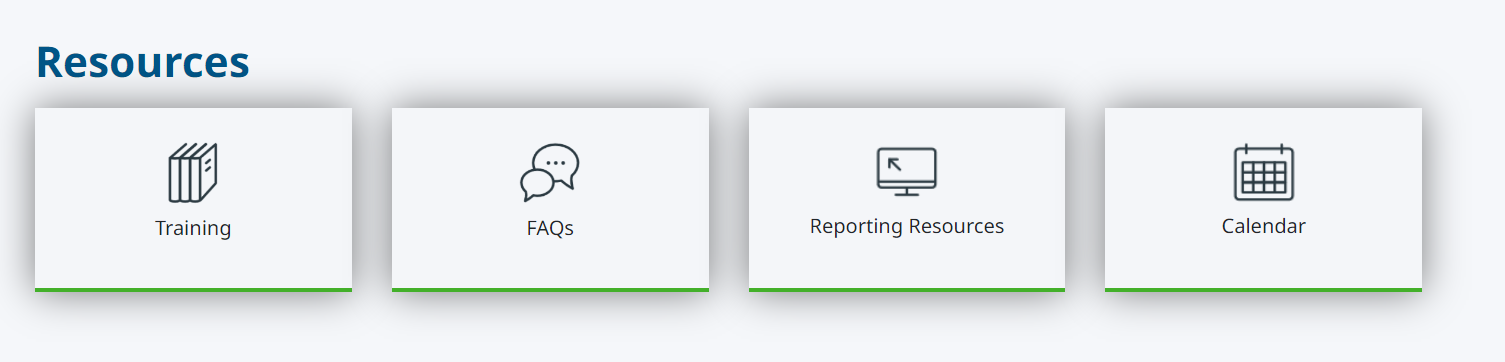 Resources
Training
FAQs
Reporting Resources
Calendar